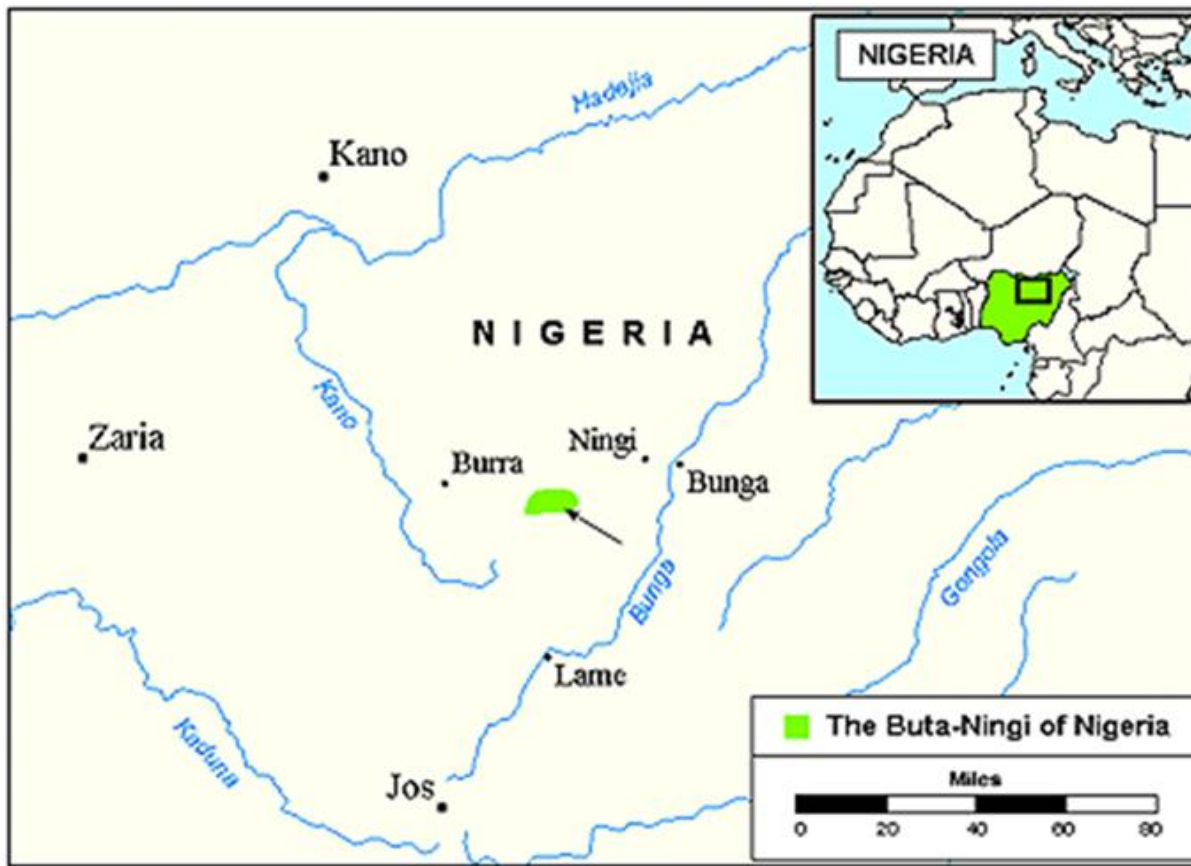 NIGERIA
Madejia
Kano
NIGERIA
Kano
Zaria
Burra
Ningi
Bunga
Bunga
Gongola
Lame
Kaduna
Jos
The Buta-Ningi of Nigeria
Miles
0 20 40 60 80